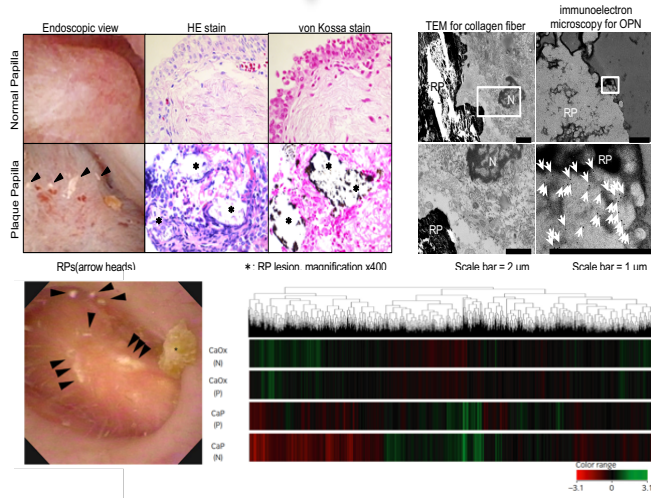 Endoscopic view
HE stain
von Kossa stain
TEM for collagen fiber
immunoelectron
microscopy for OPN
Normal Papilla
Plaque Papilla
*
*
*
*
*
RP
N
RP
N
RP
RP
RPs(arrow heads)
*: RP lesion, magnification x400
Scale bar = 2 μm
Scale bar = 1 μm
CaOx
(N)
CaOx
(P)
CaP
(P)
CaP
(N)
Color range
−3.1 0 3.1